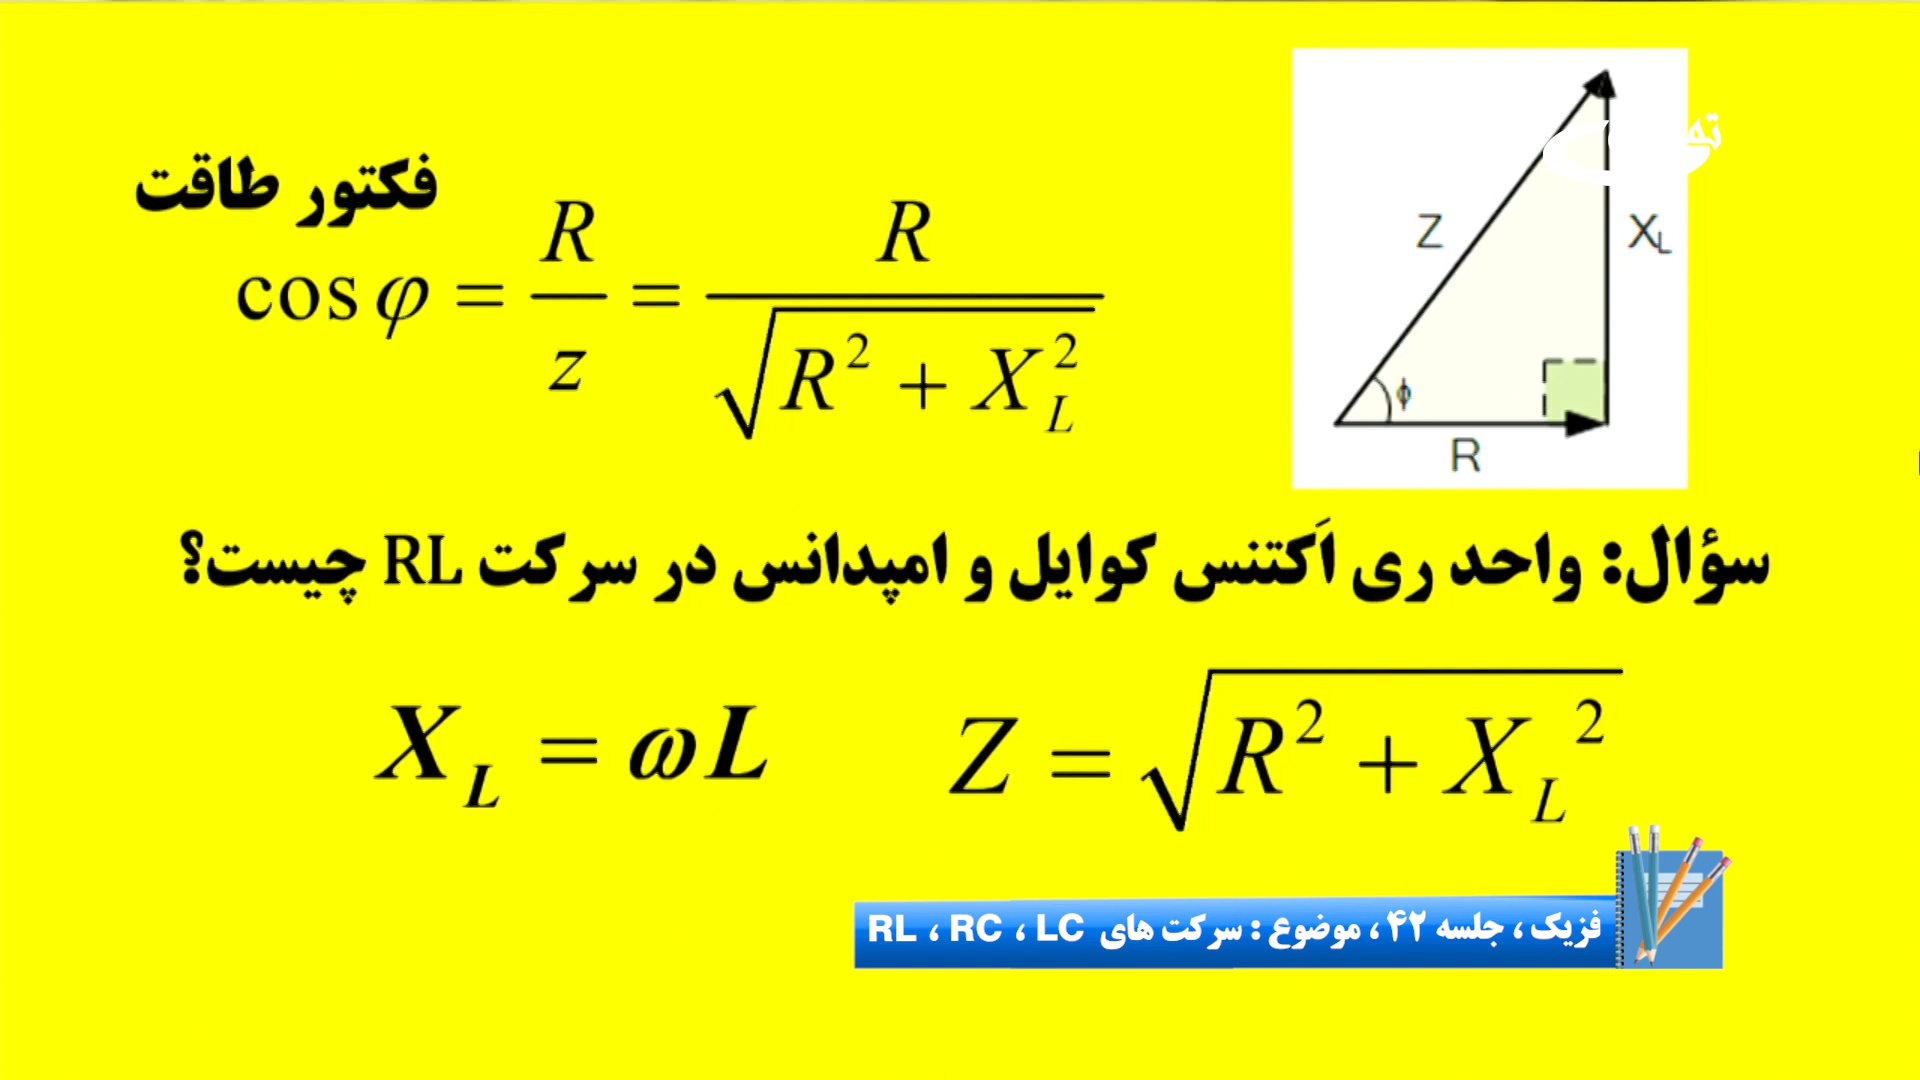 فکتور طاقت
cos φ = R/z = R/√(R² + X_L²)
Z
X_L
ϕ
R
سؤال: واحد ری اَکتنس کوایل و امپدانس در سرکت RL چیست؟
X_L = ωL
Z = √(R² + X_L²)
فزیک ، جلسه ۴۲ ، موضوع : سرکت های RL ، RC ، LC